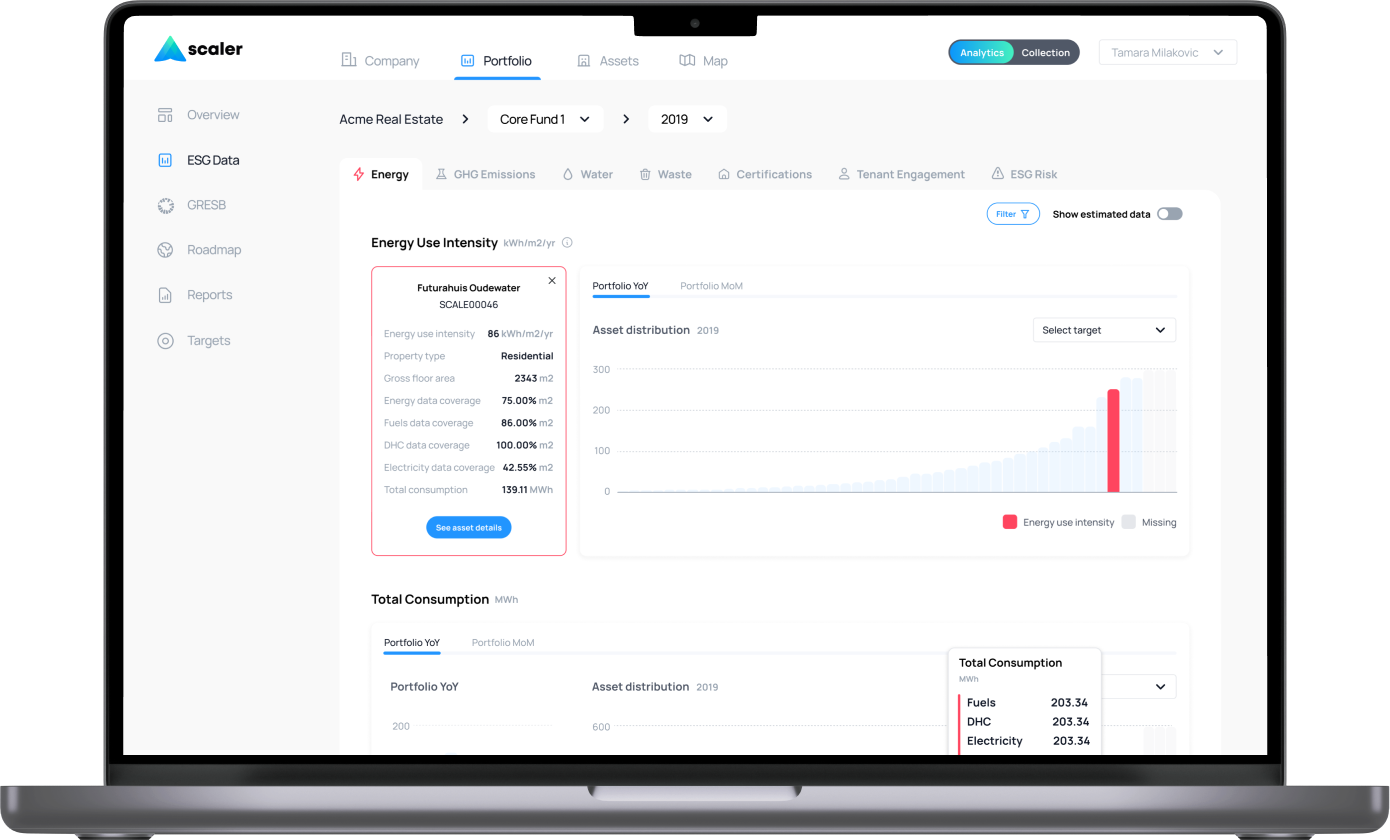 scaler
Company Portfolio Assets Map
Analytics Collection
Tamara Milakovic
Overview
ESG Data
GRESB
Roadmap
Reports
Targets
Acme Real Estate > Core Fund 1 > 2019
Energy GHG Emissions Water Waste Certifications Tenant Engagement ESG Risk
Filter Show estimated data
Energy Use Intensity kWh/m2/yr
Futurahuis Oudewater
SCALE00046
Energy use intensity 86 kWh/m2/yr
Property type Residential
Gross floor area 2343 m2
Energy data coverage 75.00% m2
Fuels data coverage 86.00% m2
DHC data coverage 100.00% m2
Electricity data coverage 42.55% m2
Total consumption 139.11 MWh
See asset details
Portfolio YoY Portfolio MoM
Asset distribution 2019
Select target
300
200
100
0
Energy use intensity Missing
Total Consumption MWh
Portfolio YoY Portfolio MoM
Portfolio YoY
200
Asset distribution 2019
600
Total Consumption
MWh
Fuels 203.34
DHC 203.34
Electricity 203.34